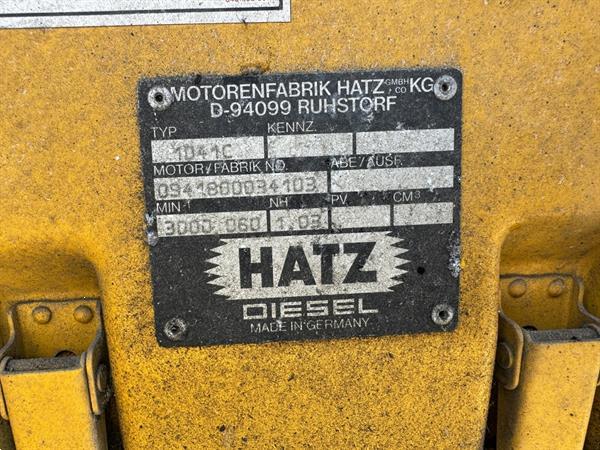 MOTORENFABRIK HATZ GMBH CO KG
D-94099 RUHSTORF
TYP KENNZ.
1D41C
MOTOR/FABRIK NO. ABE/AUSF.
0941800034103
MIN-1 NH PV CM³
3000 060 1.03
HATZ
DIESEL
MADE IN GERMANY